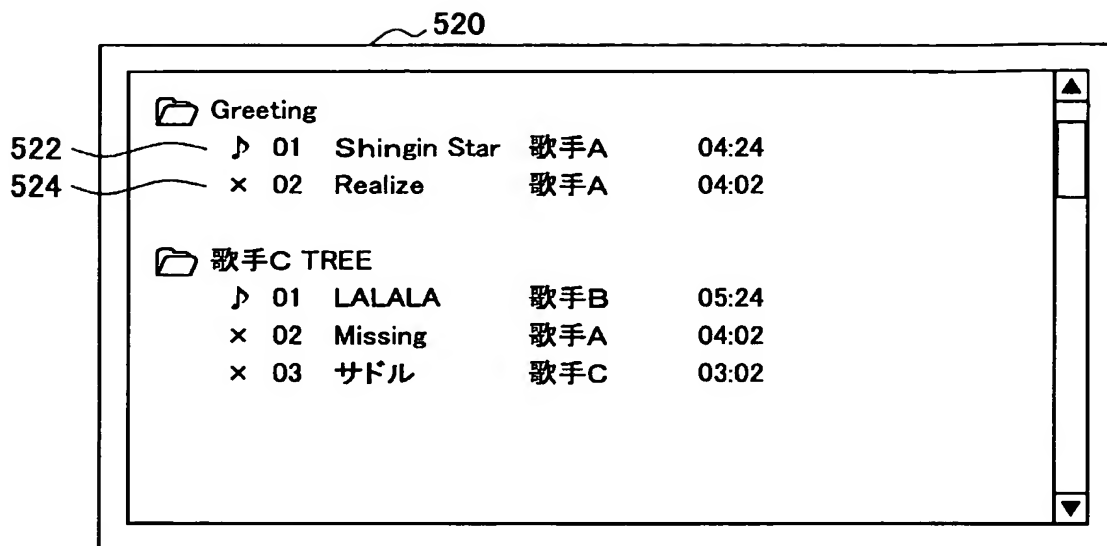 520
Greeting
522 ♪ 01 Shingin Star 歌手A 04:24
524 × 02 Realize 歌手A 04:02
歌手C TREE
♪ 01 LALALA 歌手B 05:24
× 02 Missing 歌手A 04:02
× 03 サドル 歌手C 03:02